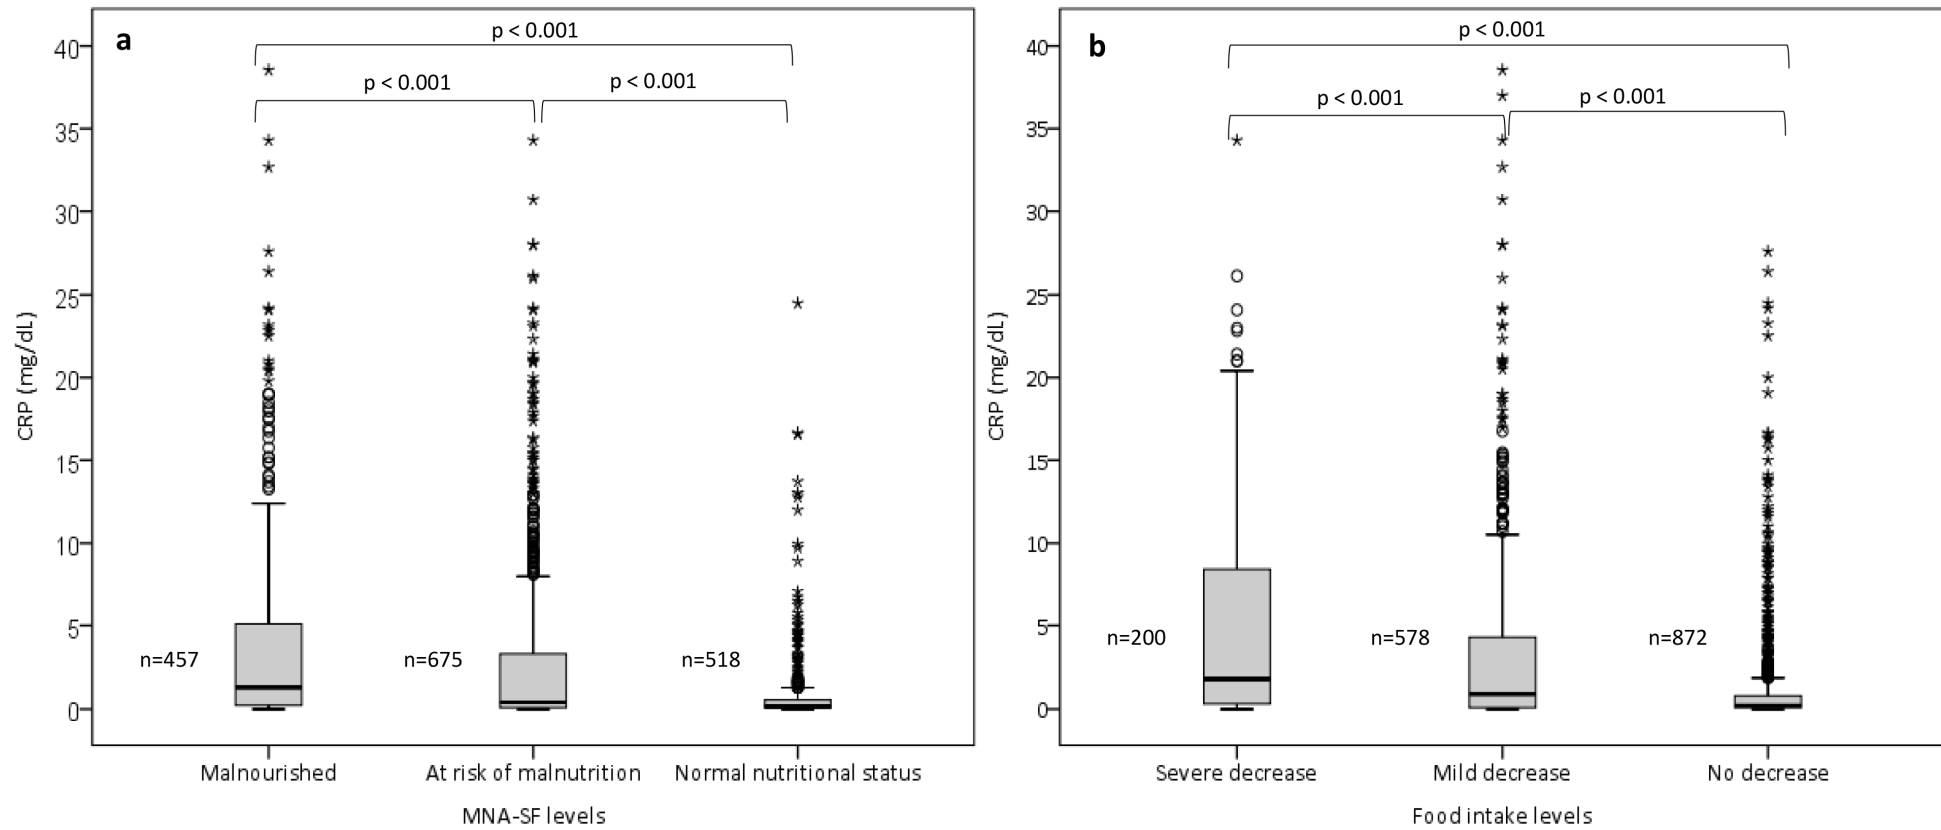 a
p < 0.001
p < 0.001
p < 0.001
40
35
30
25
20
15
10
5
0
CRP (mg/dL)
n=457
n=675
n=518
Malnourished
At risk of malnutrition
Normal nutritional status
MNA-SF levels
b
p < 0.001
p < 0.001
p < 0.001
40
35
30
25
20
15
10
5
0
CRP (mg/dL)
n=200
n=578
n=872
Severe decrease
Mild decrease
No decrease
Food intake levels